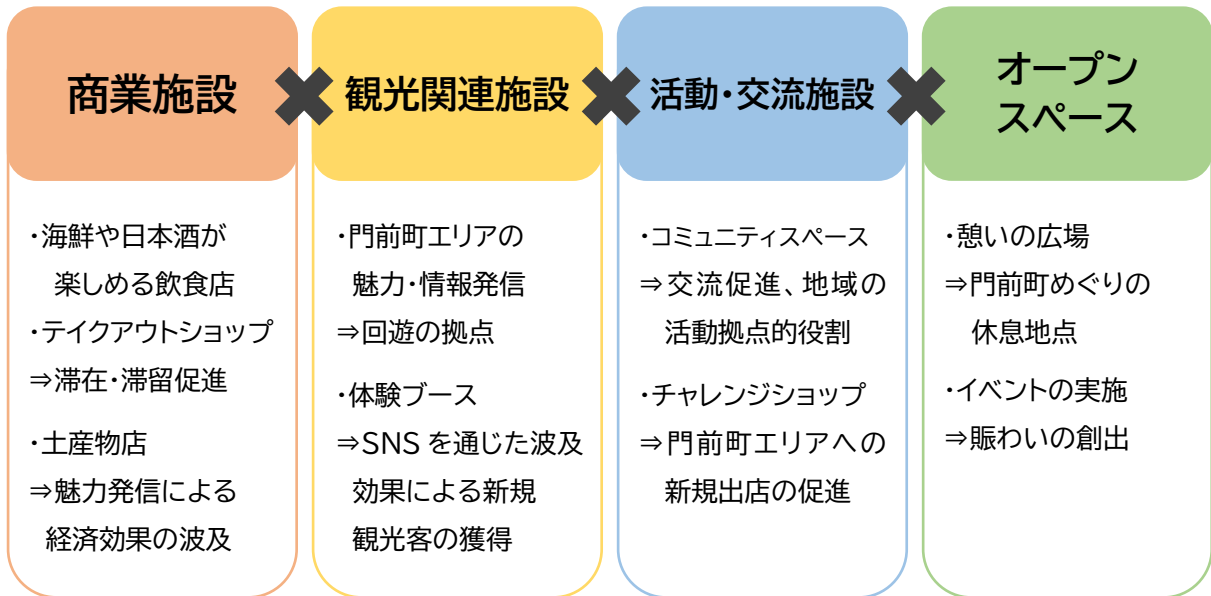 商業施設
・海鮮や日本酒が
楽しめる飲食店
・テイクアウトショップ
⇒滞在・滞留促進
・土産物店
⇒魅力発信による
経済効果の波及
観光関連施設
・門前町エリアの
魅力・情報発信
⇒回遊の拠点
・体験ブース
⇒SNS を通じた波及
効果による新規
観光客の獲得
活動・交流施設
・コミュニティスペース
⇒交流促進、地域の
活動拠点的役割
・チャレンジショップ
⇒門前町エリアへの
新規出店の促進
オープン
スペース
・憩いの広場
⇒門前町めぐりの
休息地点
・イベントの実施
⇒賑わいの創出